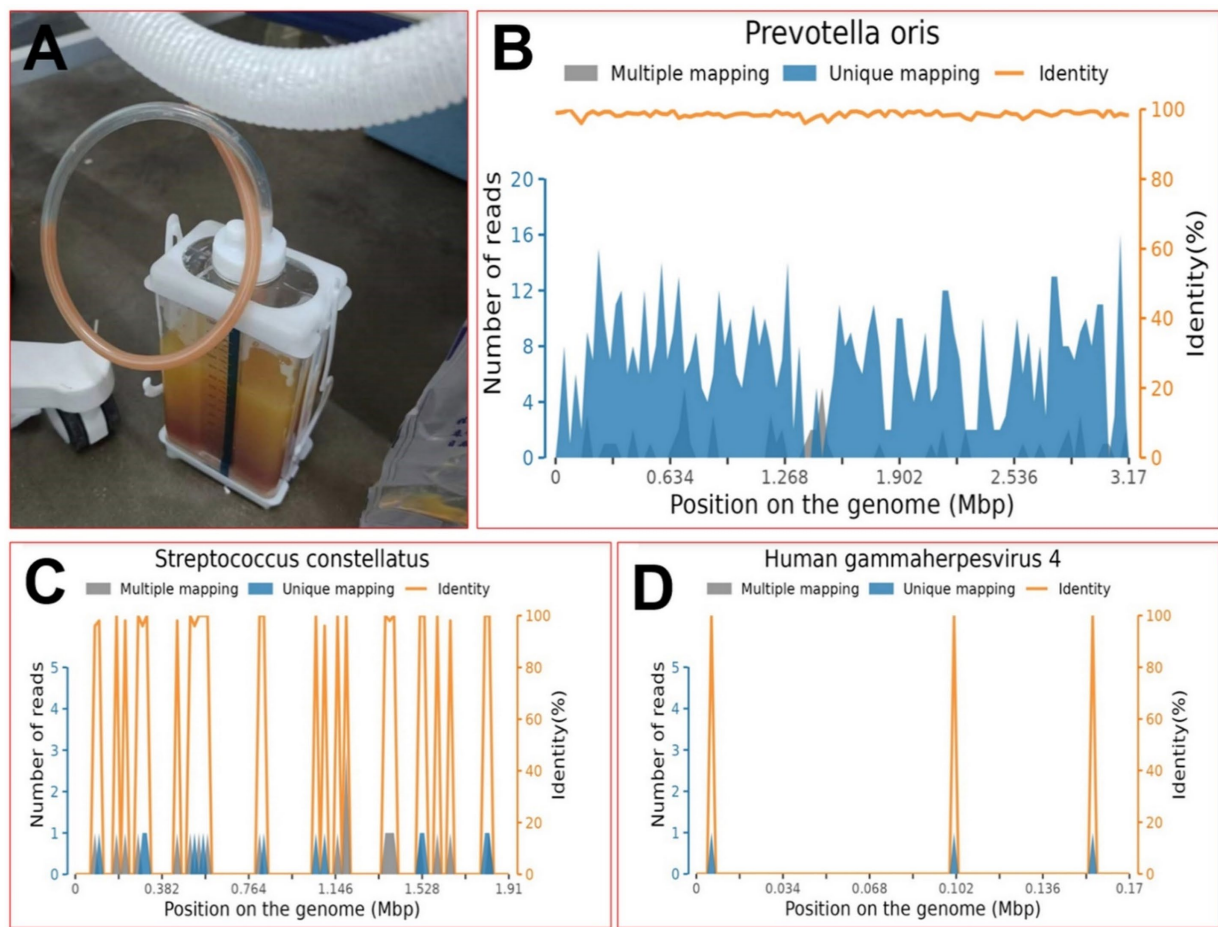 A
B
Prevotella oris
Multiple mapping Unique mapping Identity
Number of reads
20
16
12
8
4
0
100
80
60
40
20
0
Identity(%)
0 0.634 1.268 1.902 2.536 3.17
Position on the genome (Mbp)
C
Streptococcus constellatus
Multiple mapping Unique mapping Identity
Number of reads
5
4
3
2
1
0
100
80
60
40
20
0
Identity(%)
0 0.382 0.764 1.146 1.528 1.91
Position on the genome (Mbp)
D
Human gammaherpesvirus 4
Multiple mapping Unique mapping Identity
Number of reads
5
4
3
2
1
0
100
80
60
40
20
0
Identity(%)
0 0.034 0.068 0.102 0.136 0.17
Position on the genome (Mbp)